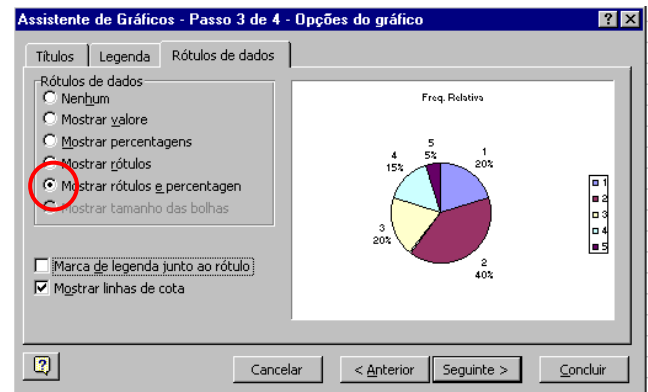 Assistente de Gráficos - Passo 3 de 4 - Opções do gráfico
Títulos Legenda Rótulos de dados
Rótulos de dados
Nenhum
Mostrar valore
Mostrar percentagens
Mostrar rótulos
Mostrar rótulos e percentagen
Mostrar tamanho das bolhas
Marca de legenda junto ao rótulo
Mostrar linhas de cota
Freq. Relativa
1
20%
2
40%
3
20%
4
15%
5
5%
1
2
3
4
5
Cancelar < Anterior Seguinte > Concluir